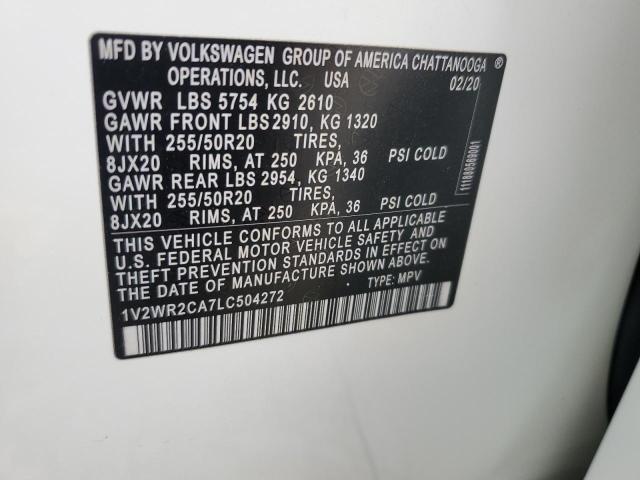 MFD BY VOLKSWAGEN GROUP OF AMERICA CHATTANOOGA ®
OPERATIONS, LLC. USA 02/20
GVWR LBS 5754 KG 2610
GAWR FRONT LBS 2910, KG 1320
WITH 255/50R20 TIRES,
8JX20 RIMS, AT 250 KPA, 36 PSI COLD
GAWR REAR LBS 2954, KG 1340
WITH 255/50R20 TIRES,
8JX20 RIMS, AT 250 KPA, 36 PSI COLD
THIS VEHICLE CONFORMS TO ALL APPLICABLE
U.S. FEDERAL MOTOR VEHICLE SAFETY AND
THEFT PREVENTION STANDARDS IN EFFECT ON
THE DATE OF MANUFACTURE SHOWN ABOVE.
1V2WR2CA7LC504272 TYPE: MPV